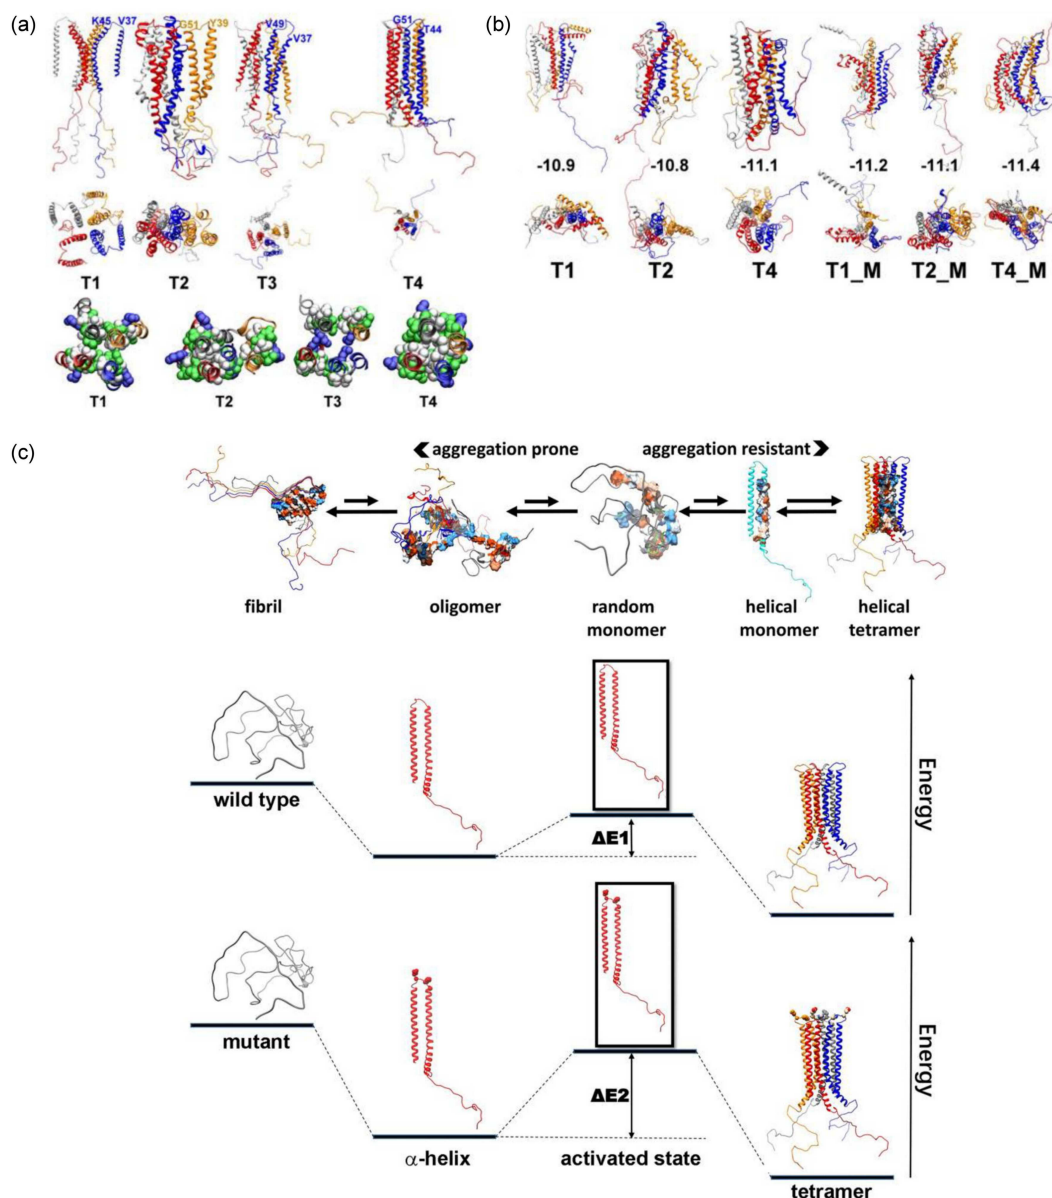 (a)
K45 V37
G51 Y39
V49
V37
G51
T44
T1 T2 T3 T4
T1 T2 T3 T4
(b)
-10.9 -10.8 -11.1 -11.2 -11.1 -11.4
T1 T2 T4 T1_M T2_M T4_M
(c)
aggregation prone aggregation resistant
fibril oligomer random monomer helical monomer helical tetramer
wild type
ΔE1
Energy
mutant
ΔE2
Energy
α-helix activated state
tetramer